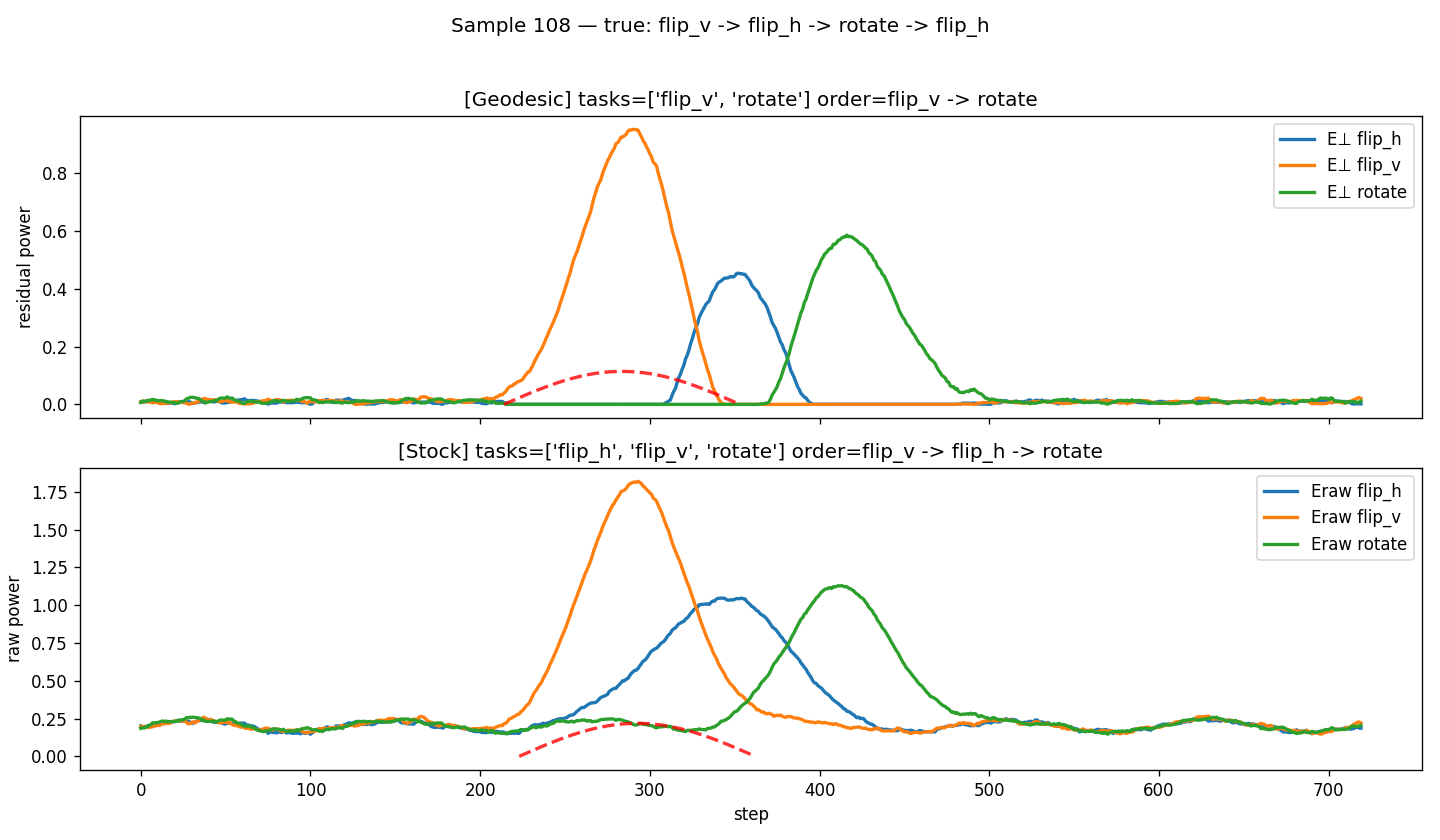 Sample 108 — true: flip_v -> flip_h -> rotate -> flip_h
[Geodesic] tasks=['flip_v', 'rotate'] order=flip_v -> rotate
residual power
0.8
0.6
0.4
0.2
0.0
E⊥ flip_h
E⊥ flip_v
E⊥ rotate
[Stock] tasks=['flip_h', 'flip_v', 'rotate'] order=flip_v -> flip_h -> rotate
raw power
1.75
1.50
1.25
1.00
0.75
0.50
0.25
0.00
Eraw flip_h
Eraw flip_v
Eraw rotate
0 100 200 300 400 500 600 700
step